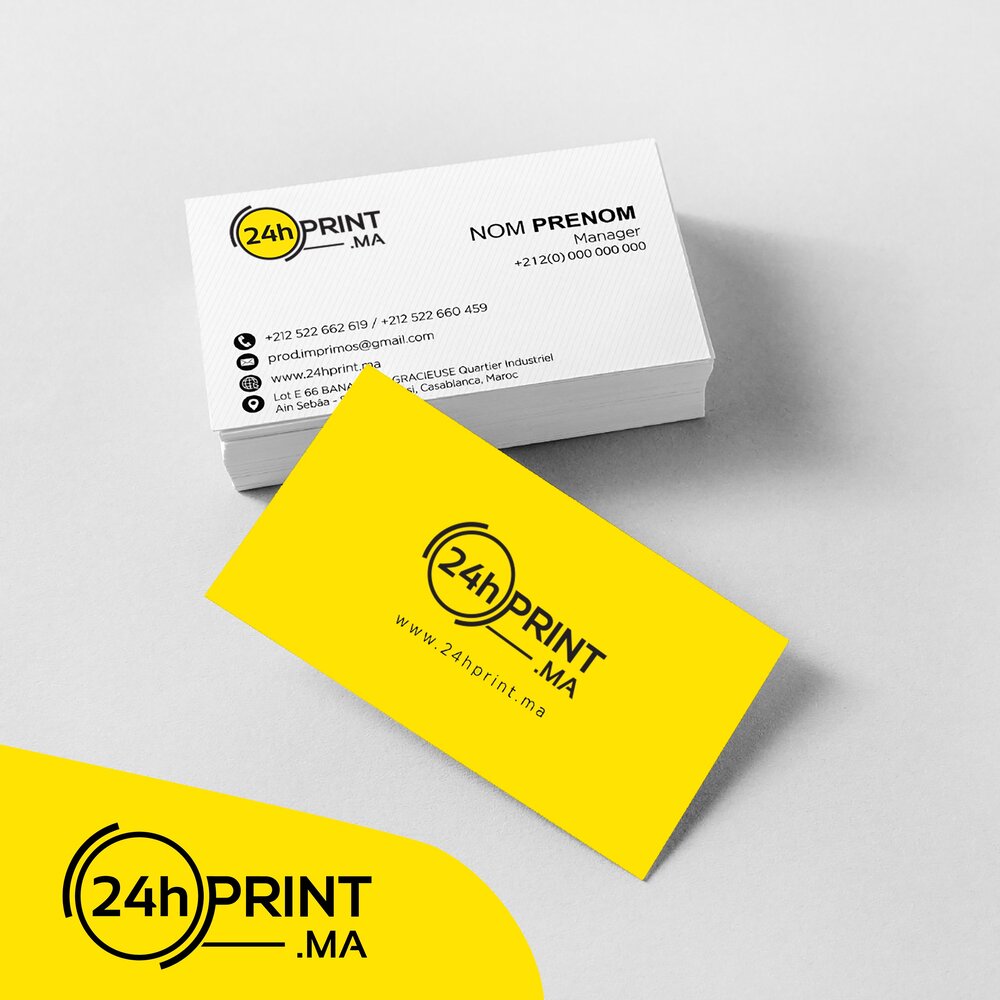 24h PRINT
.MA
NOM PRENOM
Manager
+212(0) 000 000 000
+212 522 662 619 / +212 522 660 459
prod.imprimos@gmail.com
www.24hprint.ma
Lot E 66 GRACIEUSE Quartier Industriel
Ain Sebâa - Casablanca, Maroc
24h PRINT
.MA
www.24hprint.ma
24h PRINT
.MA